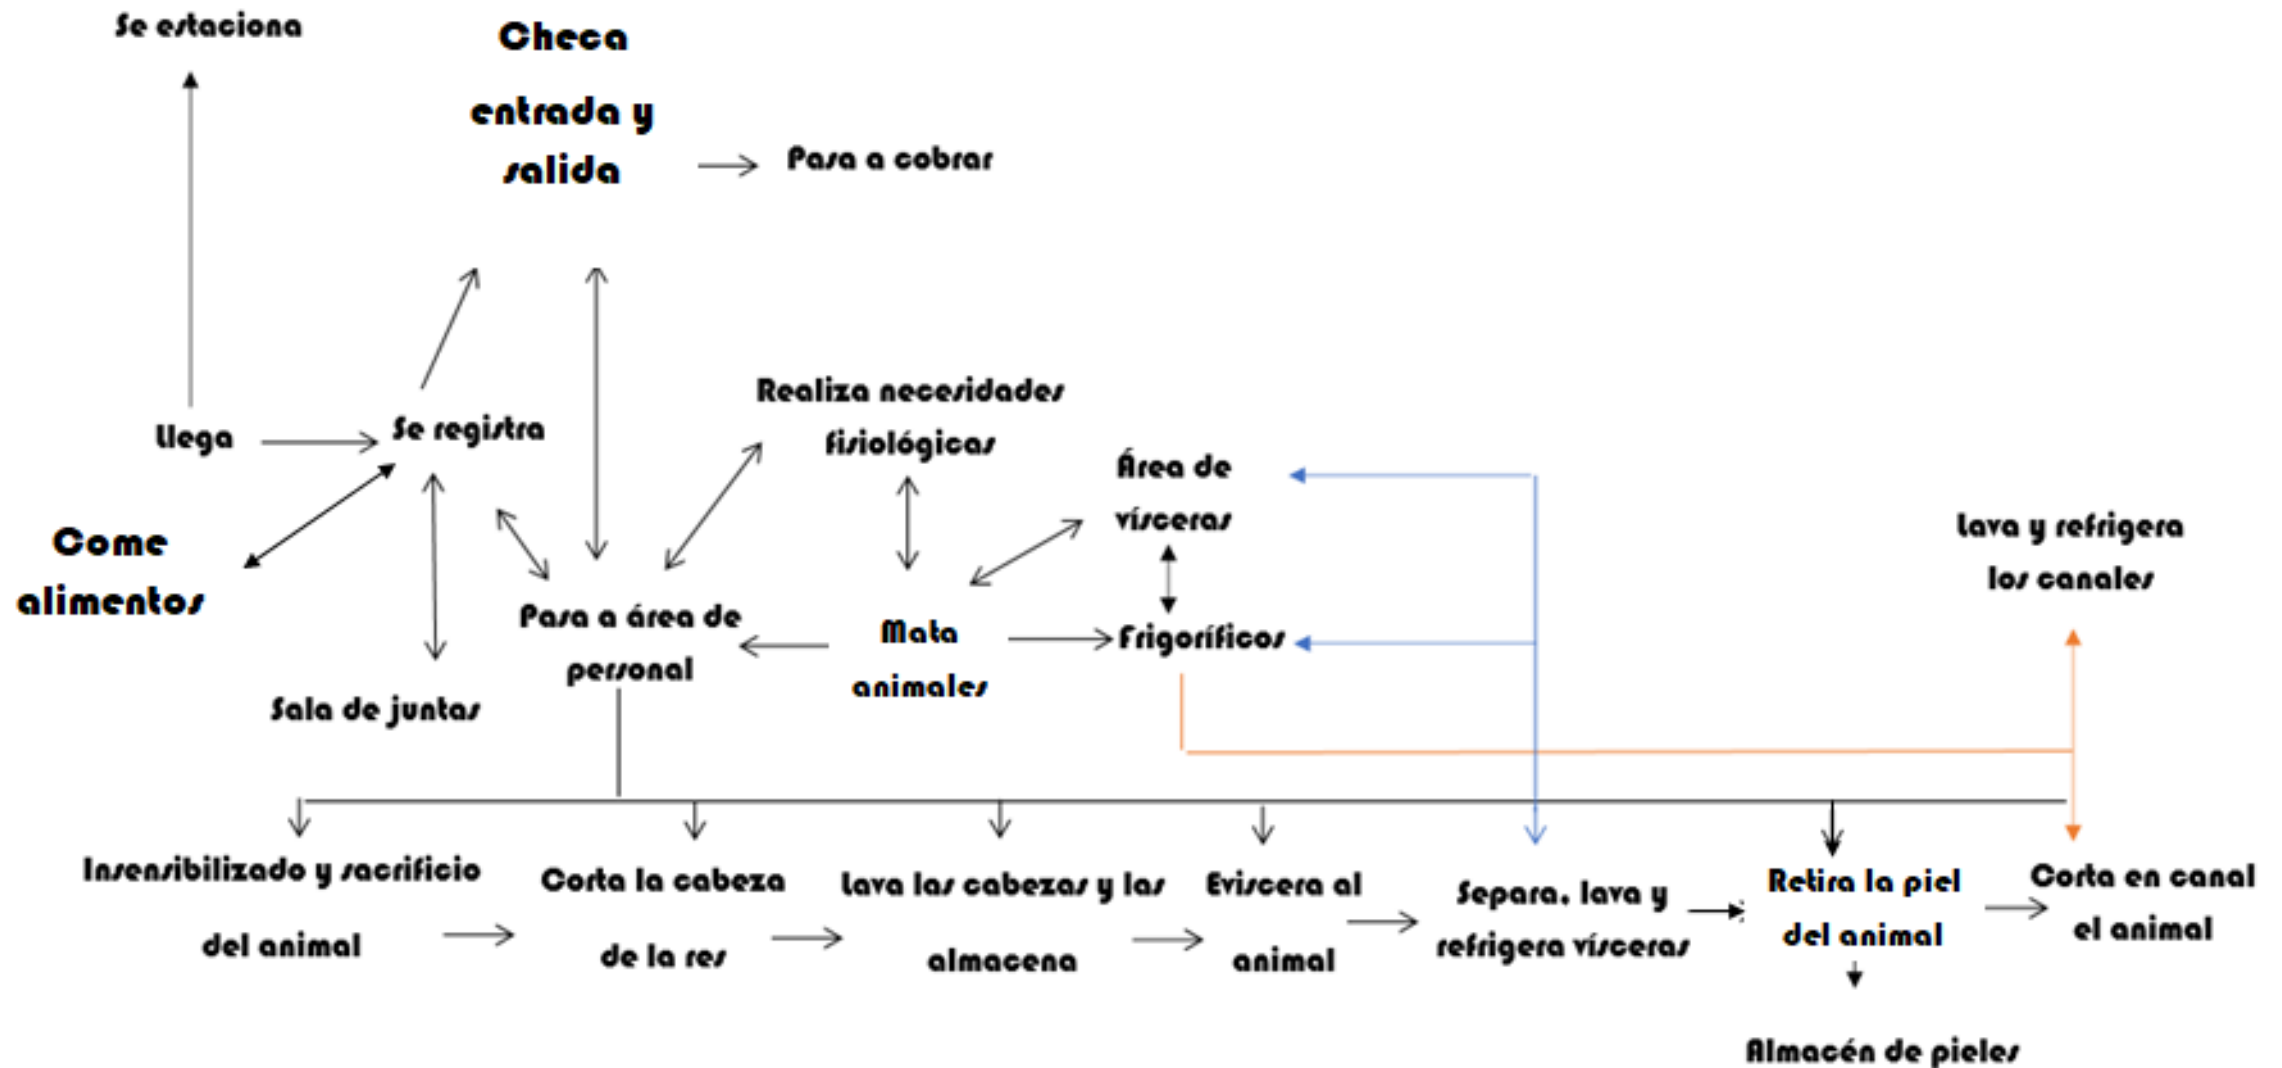 Se estaciona
Checa
entrada y
salida
Pasa a cobrar
Realiza necesidades
fisiológicas
Llega
Se registra
Área de
vísceras
Come
alimentos
Lava y refrigera
los canales
Pasa a área de
personal
Mata
animales
Frigoríficos
Sala de juntas
Insensibilizado y sacrificio
del animal
Corta la cabeza
de la res
Lava las cabezas y las
almacena
Eviscera al
animal
Separa, lava y
refrigera vísceras
Retira la piel
del animal
Corta en canal
el animal
Almacén de pieles